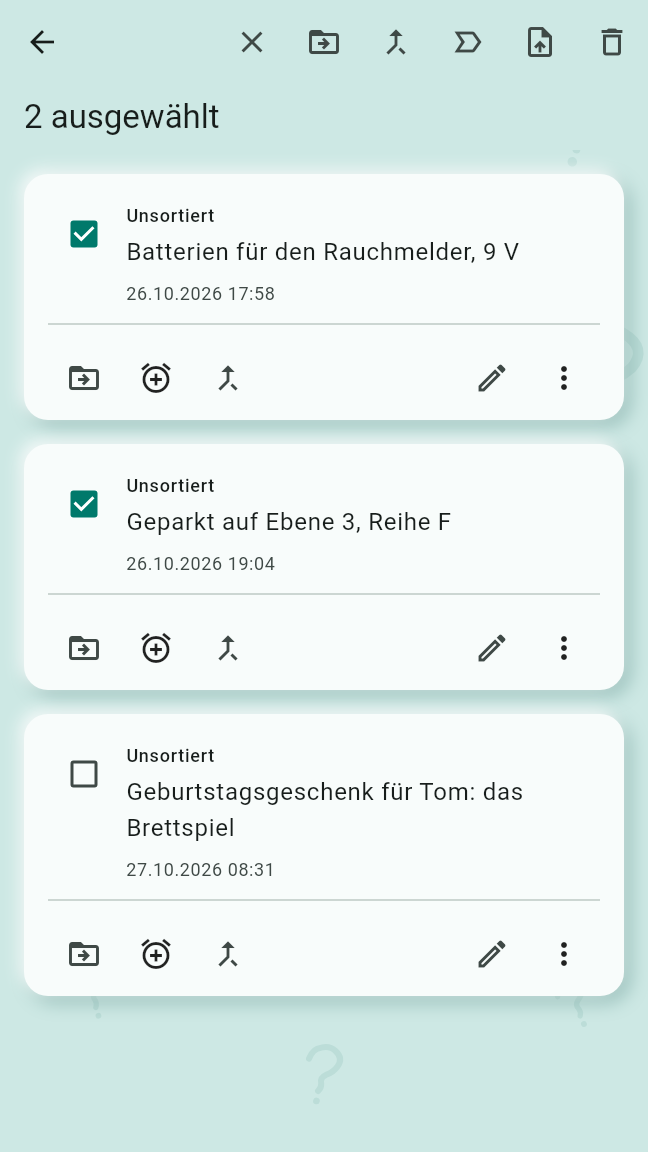 2 ausgewählt
Unsortiert
Batterien für den Rauchmelder, 9 V
26.10.2026 17:58
Unsortiert
Geparkt auf Ebene 3, Reihe F
26.10.2026 19:04
Unsortiert
Geburtstagsgeschenk für Tom: das
Brettspiel
27.10.2026 08:31